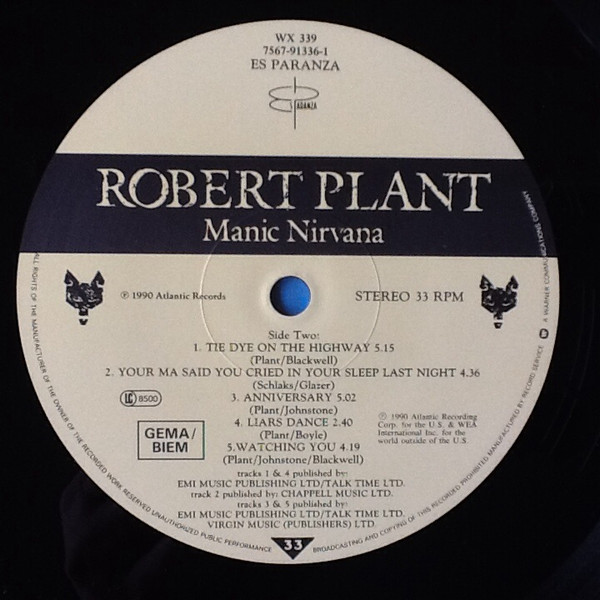 WX 339
7567-91336-1
ES PARANZA
PARANZA
ROBERT PLANT
Manic Nirvana
℗ 1990 Atlantic Records
STEREO 33 RPM
Side Two:
1. TIE DYE ON THE HIGHWAY 5.15
(Plant/Blackwell)
2. YOUR MA SAID YOU CRIED IN YOUR SLEEP LAST NIGHT 4.36
(Schlaks/Glazer)
3. ANNIVERSARY 5.02
(Plant/Johnstone)
4. LIARS DANCE 2.40
(Plant/Boyle)
5.WATCHING YOU 4.19
(Plant/Johnstone/Blackwell)
LC 8500
GEMA/
BIEM
℗ 1990 Atlantic Recording
Corp. for the U.S. & WEA
International Inc. for the
world outside of the U.S.
tracks 1 & 4 published by:
EMI MUSIC PUBLISHING LTD/TALK TIME LTD.
track 2 published by: CHAPPELL MUSIC LTD.
tracks 3 & 5 published by:
EMI MUSIC PUBLISHING LTD/TALK TIME LTD.
VIRGIN MUSIC (PUBLISHERS) LTD.
33
ALL RIGHTS OF THE MANUFACTURER OF THE OWNER OF THE RECORDED WORK RESERVED UNAUTHORIZED PUBLIC PERFORMANCE BROADCASTING AND COPYING OF THIS RECORD PROHIBITED MANUFACTURED BY RECORD SERVICE A WARNER COMMUNICATIONS COMPANY